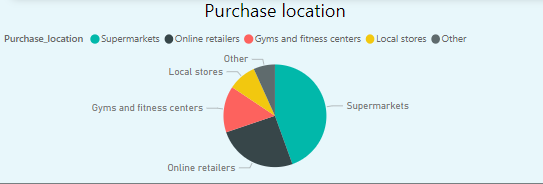 Purchase location
Purchase_location Supermarkets Online retailers Gyms and fitness centers Local stores Other
Other
Local stores
Gyms and fitness centers
Supermarkets
Online retailers